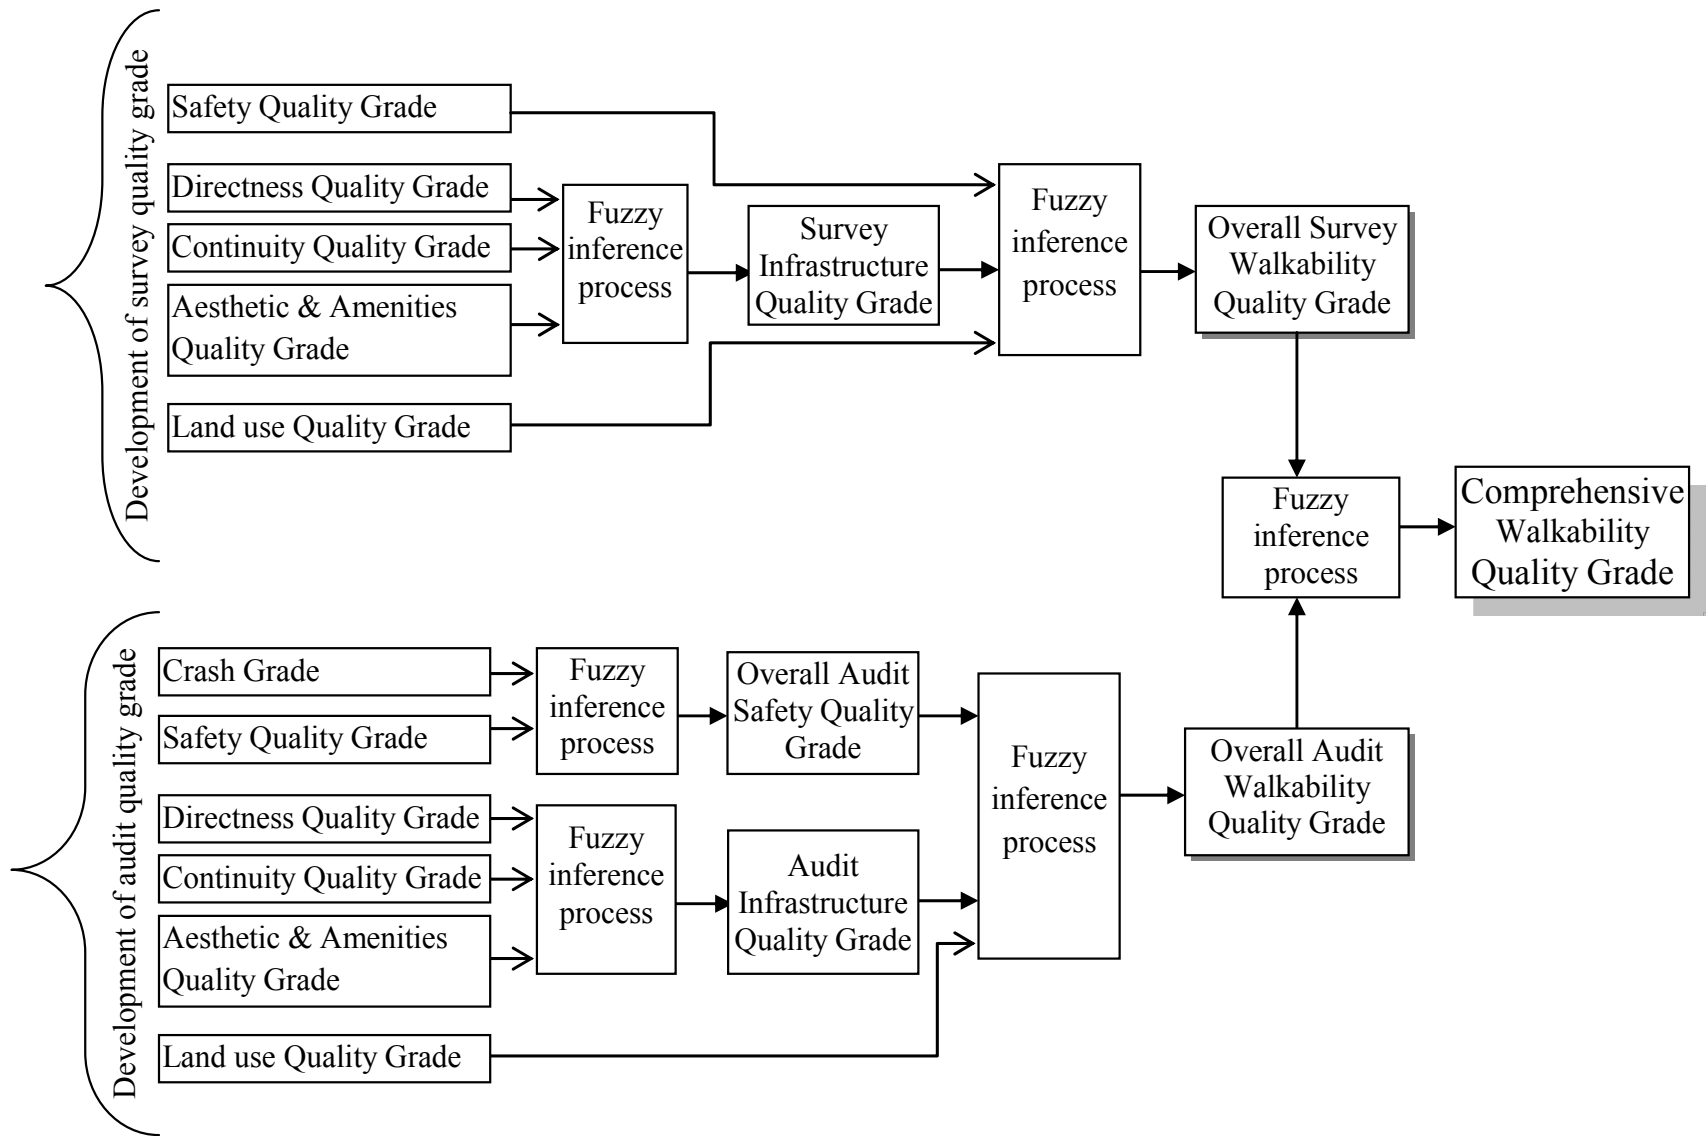 Development of survey quality grade
Safety Quality Grade
Directness Quality Grade
Continuity Quality Grade
Aesthetic & Amenities
Quality Grade
Land use Quality Grade
Fuzzy
inference
process
Survey
Infrastructure
Quality Grade
Fuzzy
inference
process
Overall Survey
Walkability
Quality Grade
Fuzzy
inference
process
Comprehensive
Walkability
Quality Grade
Development of audit quality grade
Crash Grade
Safety Quality Grade
Directness Quality Grade
Continuity Quality Grade
Aesthetic & Amenities
Quality Grade
Land use Quality Grade
Fuzzy
inference
process
Overall Audit
Safety Quality
Grade
Fuzzy
inference
process
Audit
Infrastructure
Quality Grade
Fuzzy
inference
process
Overall Audit
Walkability
Quality Grade